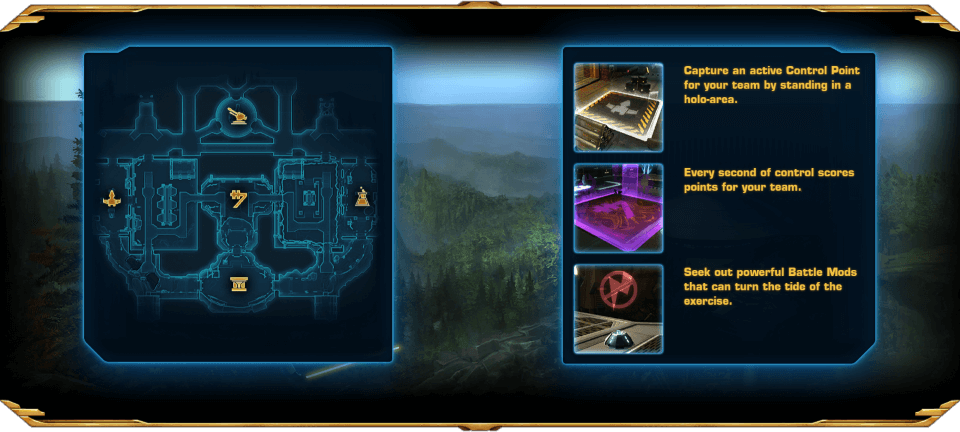 Capture an active Control Point
for your team by standing in a
holo-area.
Every second of control scores
points for your team.
Seek out powerful Battle Mods
that can turn the tide of the
exercise.